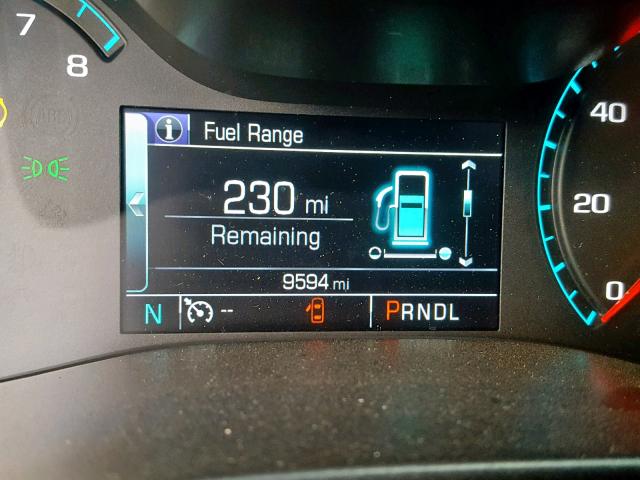 7
8
i Fuel Range
230 mi
Remaining
9594 mi
N -- PRNDL
40
20
0